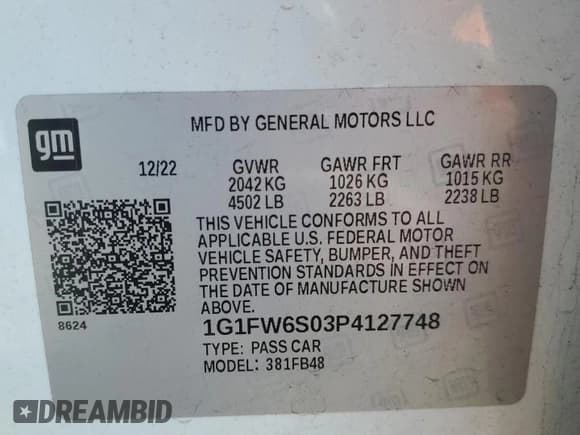 gm
MFD BY GENERAL MOTORS LLC
12/22 GVWR GAWR FRT GAWR RR
2042 KG 1026 KG 1015 KG
4502 LB 2263 LB 2238 LB
THIS VEHICLE CONFORMS TO ALL
APPLICABLE U.S. FEDERAL MOTOR
VEHICLE SAFETY, BUMPER, AND THEFT
PREVENTION STANDARDS IN EFFECT ON
THE DATE OF MANUFACTURE SHOWN
ABOVE.
8624
1G1FW6S03P4127748
TYPE: PASS CAR
MODEL: 381FB48
DREAMBID